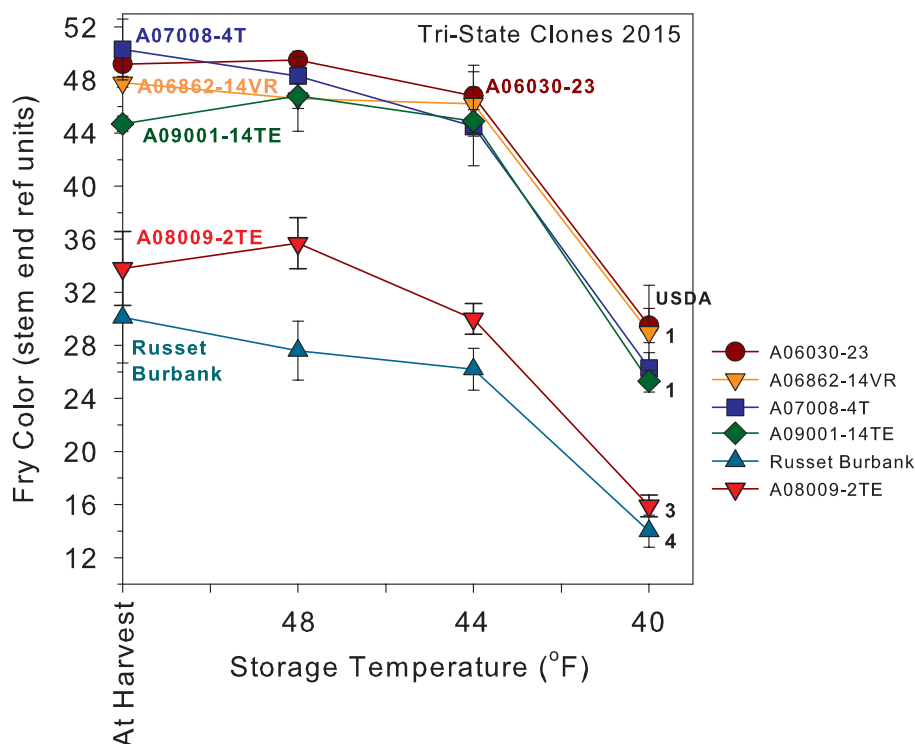 Tri-State Clones 2015
A07008-4T
A06862-14VR
A06030-23
A09001-14TE
A08009-2TE
Russet
Burbank
USDA
1
1
3
4
Fry Color (stem end ref units)
52
48
44
40
36
32
28
24
20
16
12
At Harvest
48
44
40
Storage Temperature (°F)
A06030-23
A06862-14VR
A07008-4T
A09001-14TE
Russet Burbank
A08009-2TE